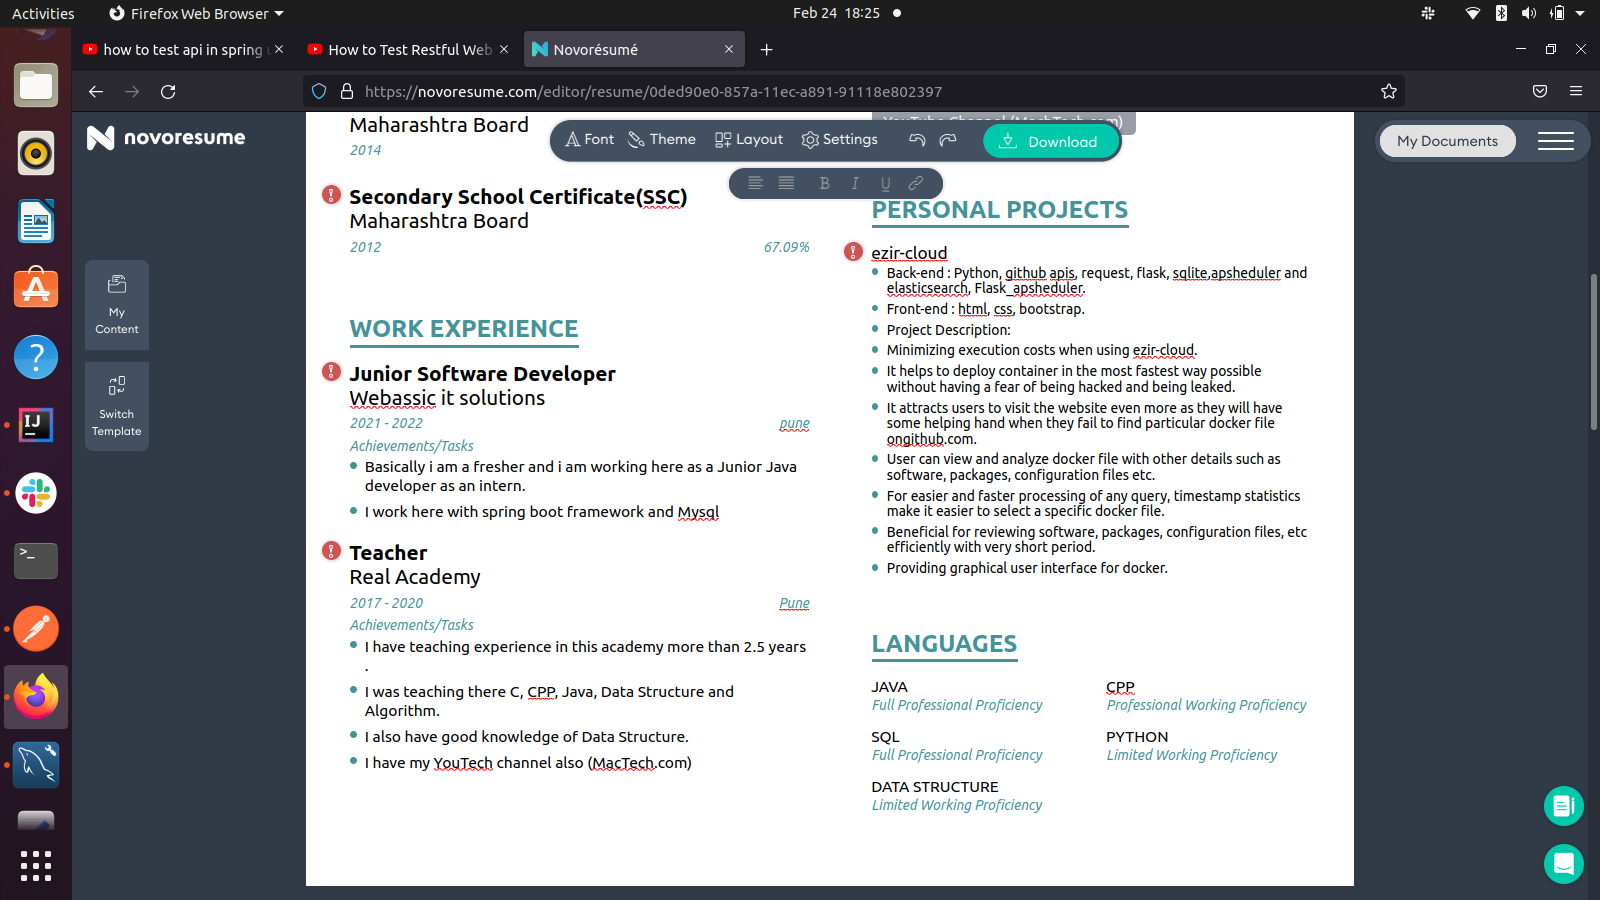 Activities
Firefox Web Browser
Feb 24 18:25
how to test api in spring
How to Test Restful Web
Novorésumé
https://novoresume.com/editor/resume/0ded90e0-857a-11ec-a891-91118e802397
novoresume
Font
Theme
Layout
Settings
Download
My Documents
B I U
My
Content
Switch
Template
Maharashtra Board
2014
Secondary School Certificate(SSC)
Maharashtra Board
2012 67.09%
WORK EXPERIENCE
Junior Software Developer
Webassic it solutions
2021 - 2022 pune
Achievements/Tasks
Basically i am a fresher and i am working here as a Junior Java
developer as an intern.
I work here with spring boot framework and Mysql
Teacher
Real Academy
2017 - 2020 Pune
Achievements/Tasks
I have teaching experience in this academy more than 2.5 years
.
I was teaching there C, CPP, Java, Data Structure and
Algorithm.
I also have good knowledge of Data Structure.
I have my YouTech channel also (MacTech.com)
PERSONAL PROJECTS
ezir-cloud
Back-end : Python, github apis, request, flask, sqlite,apsheduler and
elasticsearch, Flask_apsheduler.
Front-end : html, css, bootstrap.
Project Description:
Minimizing execution costs when using ezir-cloud.
It helps to deploy container in the most fastest way possible
without having a fear of being hacked and being leaked.
It attracts users to visit the website even more as they will have
some helping hand when they fail to find particular docker file
ongithub.com.
User can view and analyze docker file with other details such as
software, packages, configuration files etc.
For easier and faster processing of any query, timestamp statistics
make it easier to select a specific docker file.
Beneficial for reviewing software, packages, configuration files, etc
efficiently with very short period.
Providing graphical user interface for docker.
LANGUAGES
JAVA
Full Professional Proficiency
CPP
Professional Working Proficiency
SQL
Full Professional Proficiency
PYTHON
Limited Working Proficiency
DATA STRUCTURE
Limited Working Proficiency